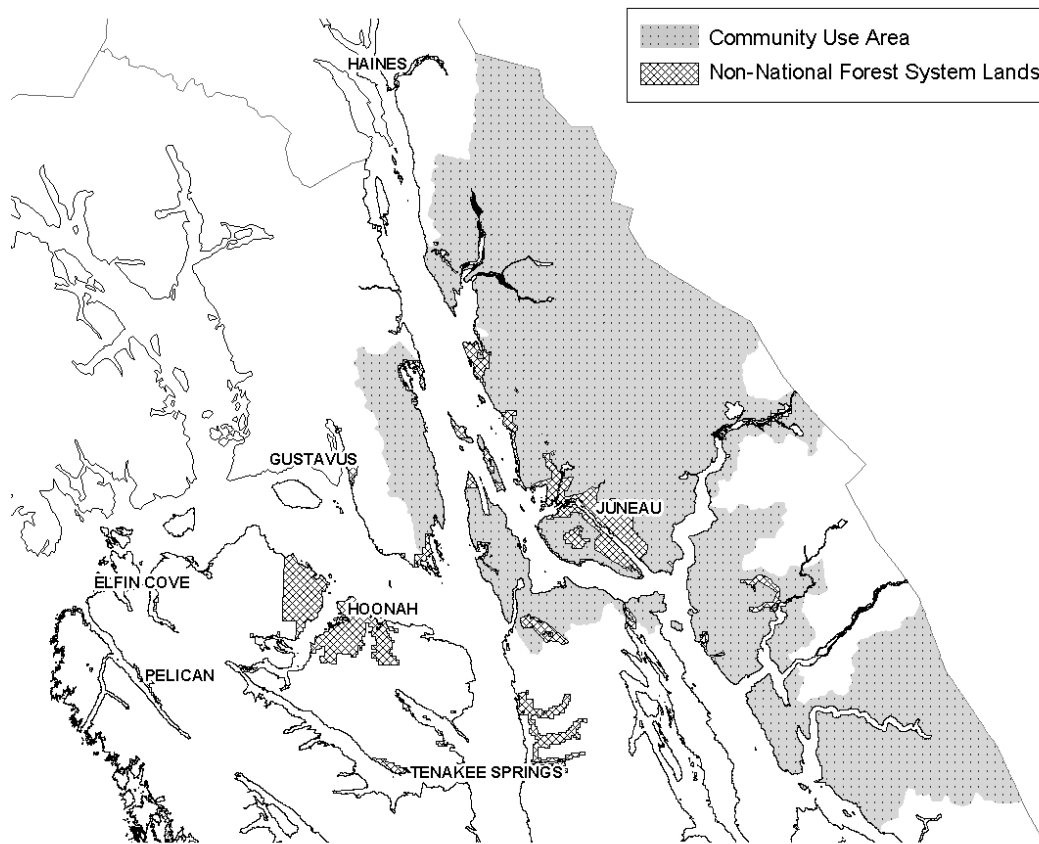 Community Use Area
Non-National Forest System Lands
HAINES
GUSTAVUS
JUNEAU
ELFIN COVE
HOONAH
PELICAN
TENAKEE SPRINGS